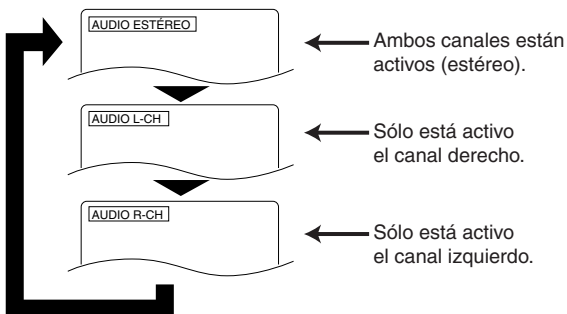 AUDIO ESTÉREO
Ambos canales están
activos (estéreo).
AUDIO L-CH
Sólo está activo
el canal derecho.
AUDIO R-CH
Sólo está activo
el canal izquierdo.